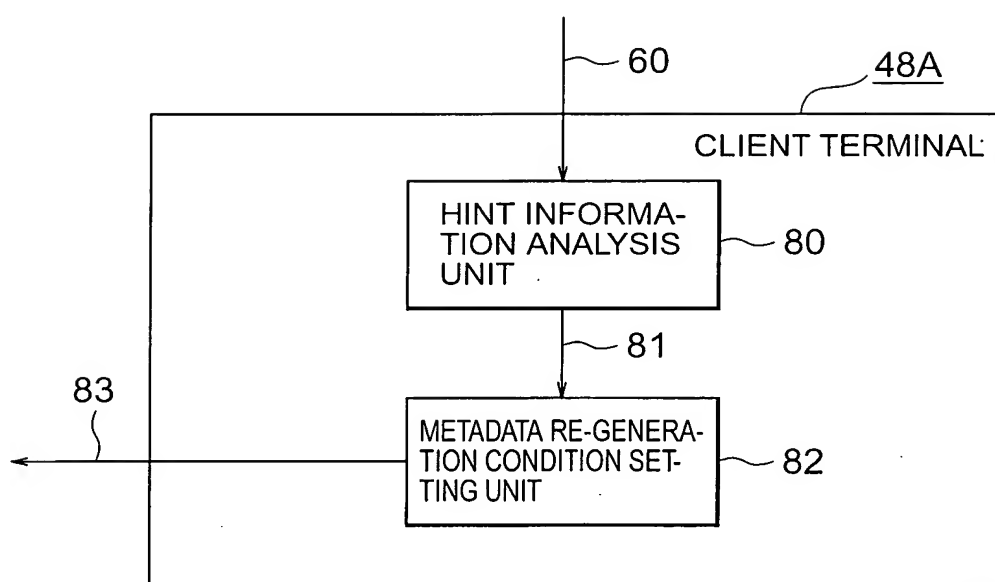 60
48A
CLIENT TERMINAL
HINT INFORMA-
TION ANALYSIS
UNIT
80
81
83
METADATA RE-GENERA-
TION CONDITION SET-
TING UNIT
82